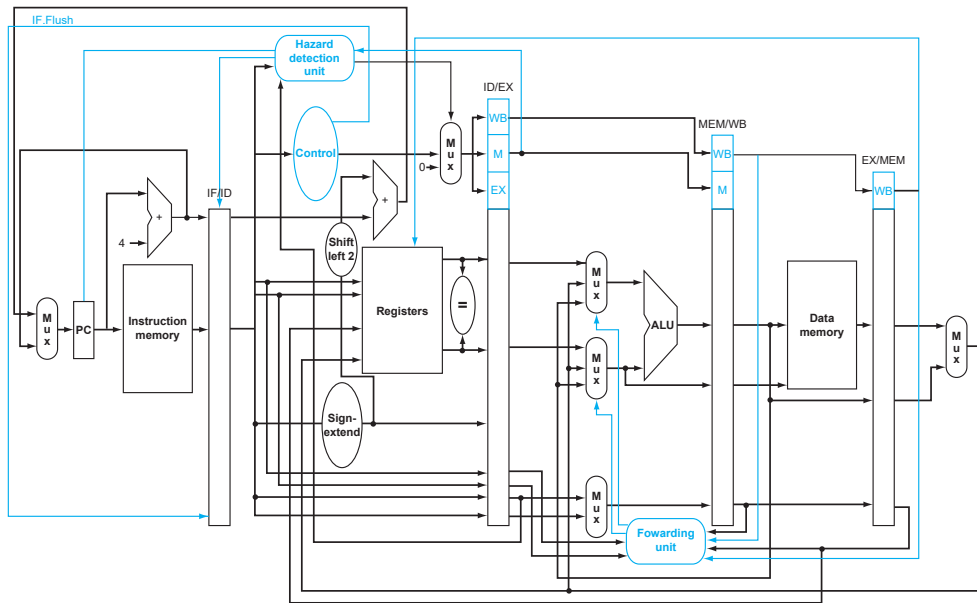 IF.Flush
Hazard
detection
unit
ID/EX
WB
MEM/WB
Control
M
u
x
M
WB
EX/MEM
0
IF/ID
EX
M
WB
+
+
4
Shift
left 2
M
u
x
M
u
x
PC
Instruction
memory
Registers
=
ALU
Data
memory
M
u
x
M
u
x
Sign-
extend
M
u
x
Fowarding
unit